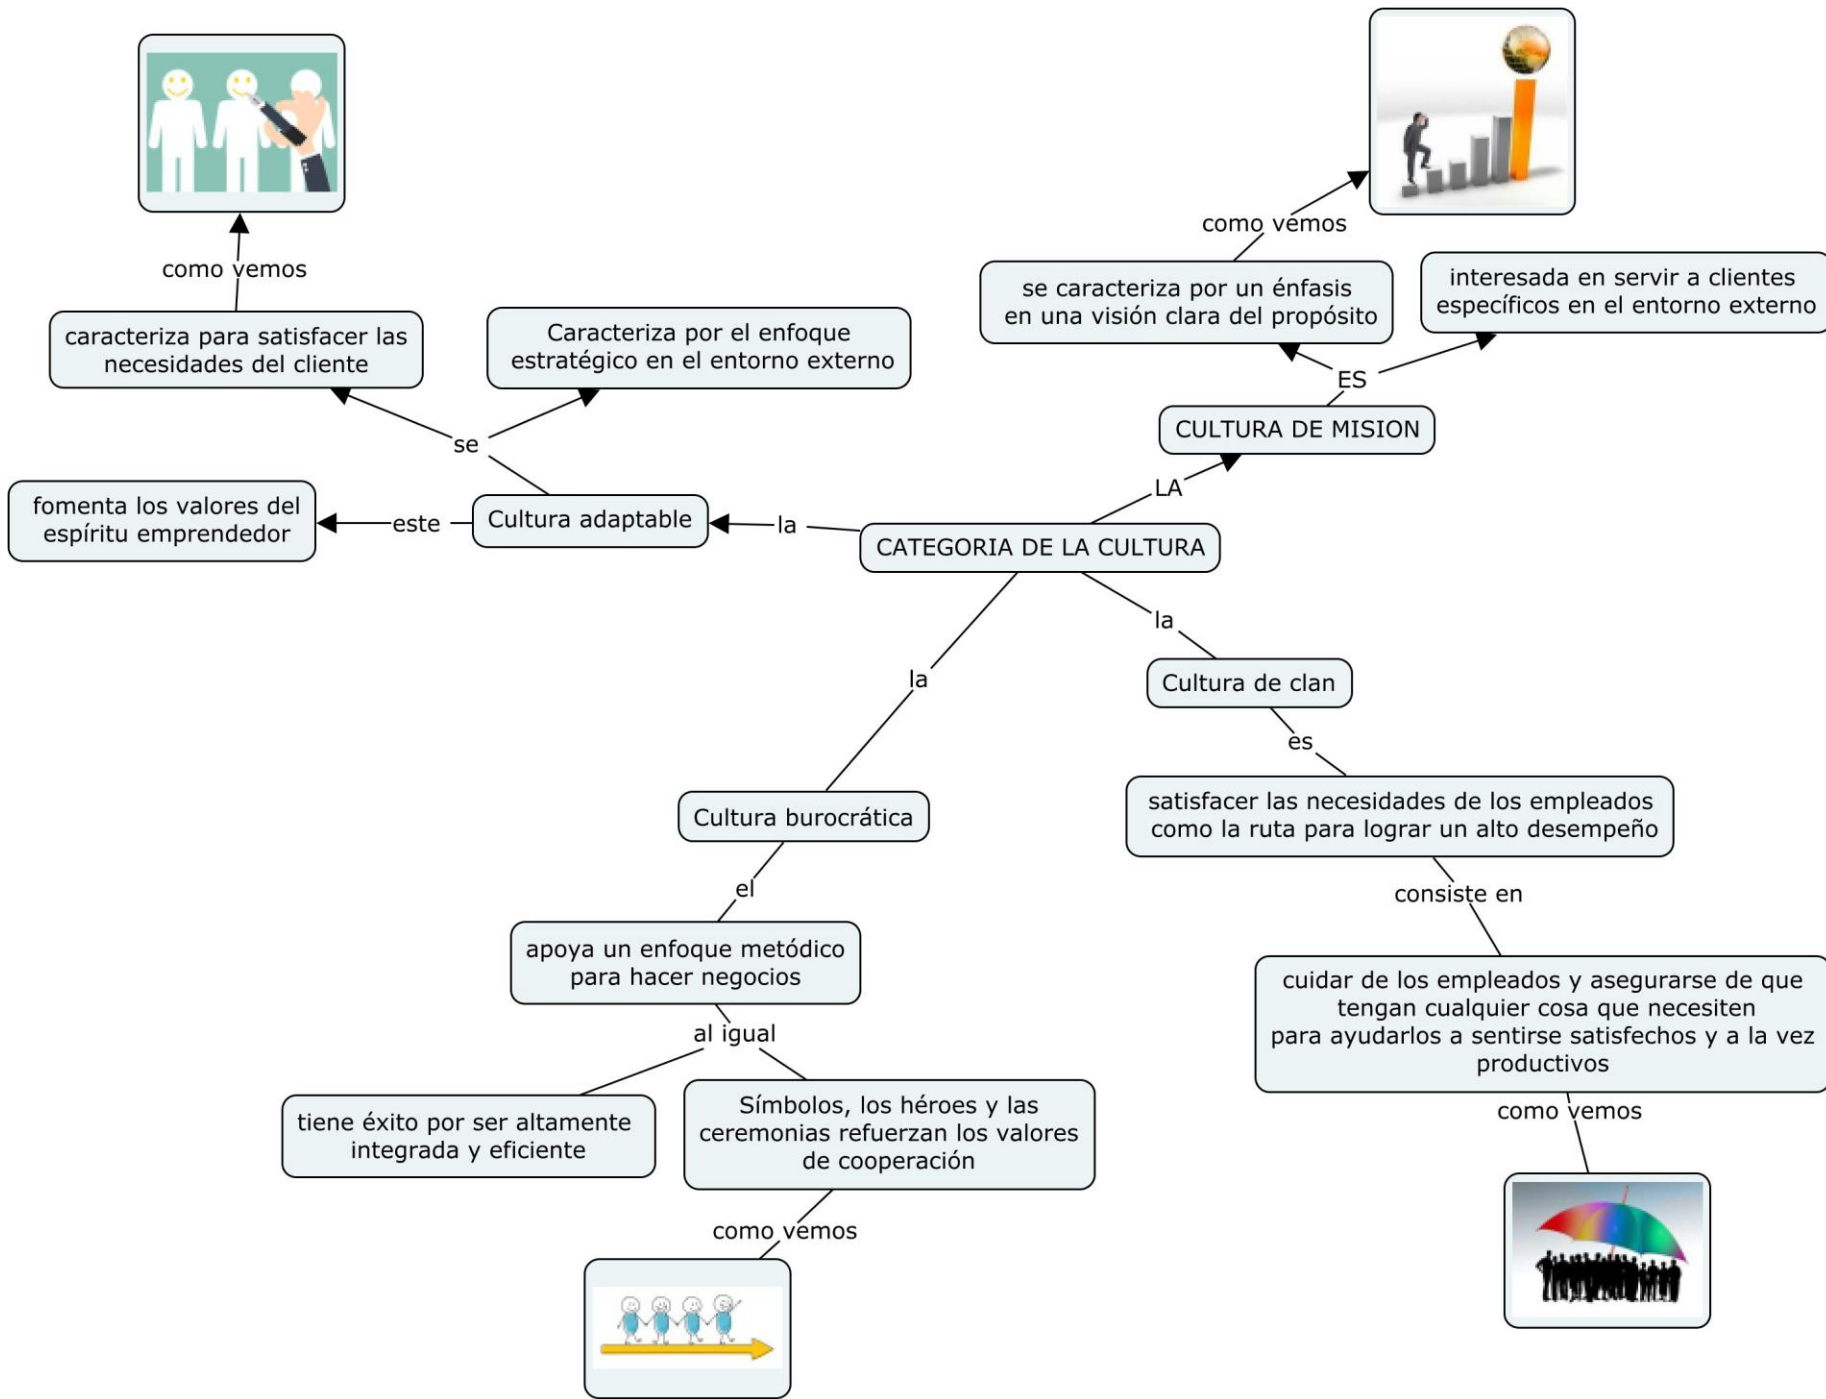 como vemos
como vemos
se caracteriza por un énfasis
en una visión clara del propósito
interesada en servir a clientes
específicos en el entorno externo
caracteriza para satisfacer las
necesidades del cliente
Caracteriza por el enfoque
estratégico en el entorno externo
ES
CULTURA DE MISION
se
LA
fomenta los valores del
espíritu emprendedor
este
Cultura adaptable
la
CATEGORIA DE LA CULTURA
la
la
Cultura de clan
es
Cultura burocrática
satisfacer las necesidades de los empleados
como la ruta para lograr un alto desempeño
el
consiste en
apoya un enfoque metódico
para hacer negocios
cuidar de los empleados y asegurarse de que
tengan cualquier cosa que necesiten
para ayudarlos a sentirse satisfechos y a la vez
productivos
al igual
tiene éxito por ser altamente
integrada y eficiente
Símbolos, los héroes y las
ceremonias refuerzan los valores
de cooperación
como vemos
como vemos